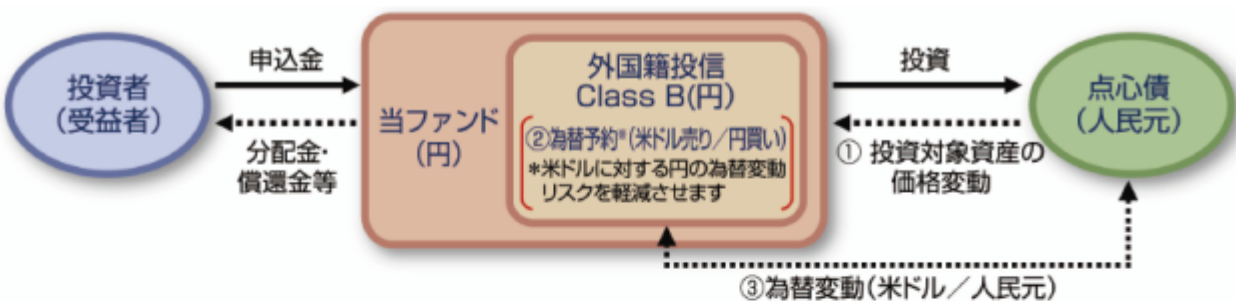 投資者
(受益者)
申込金
分配金・
償還金等
当ファンド
(円)
外国籍投信
Class B(円)
②為替予約*(米ドル売り/円買い)
*米ドルに対する円の為替変動
リスクを軽減させます
投資
① 投資対象資産の
価格変動
点心債
(人民元)
③為替変動(米ドル/人民元)